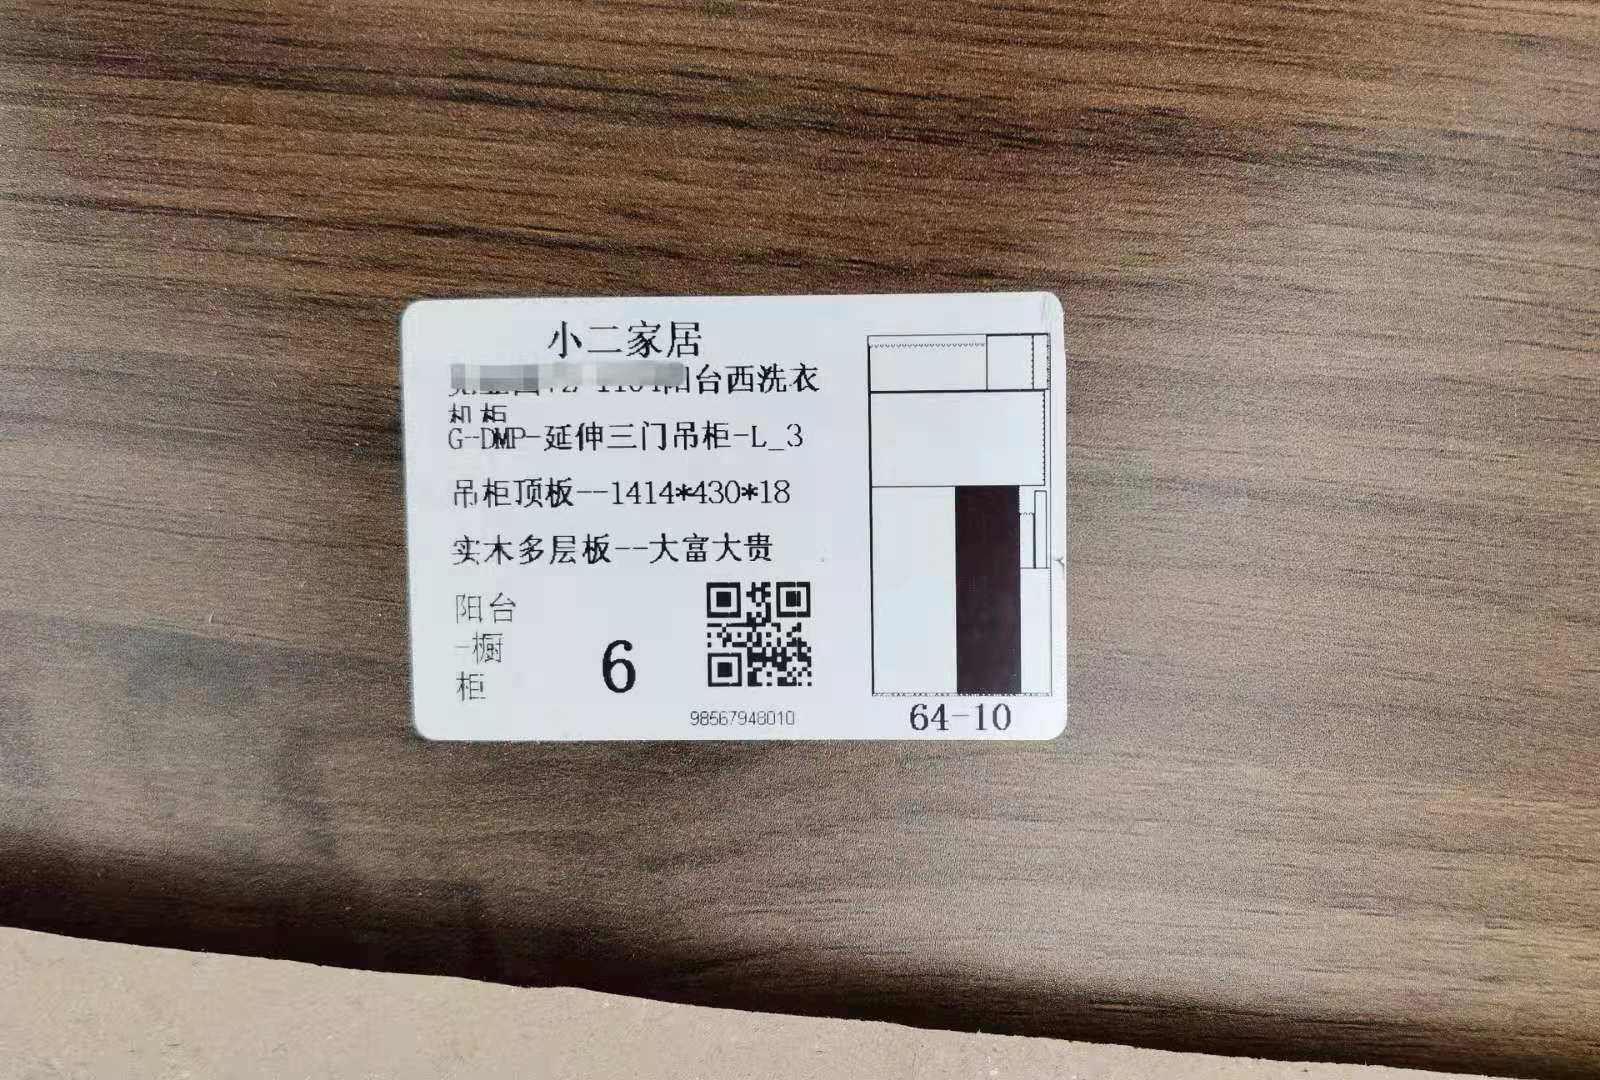 小二家居
阳台西洗衣
机柜
G-DMP-延伸三门吊柜-L_3
吊柜顶板--1414*430*18
实木多层板--大富大贵
阳台
-橱
柜
6
98567948010
64-10